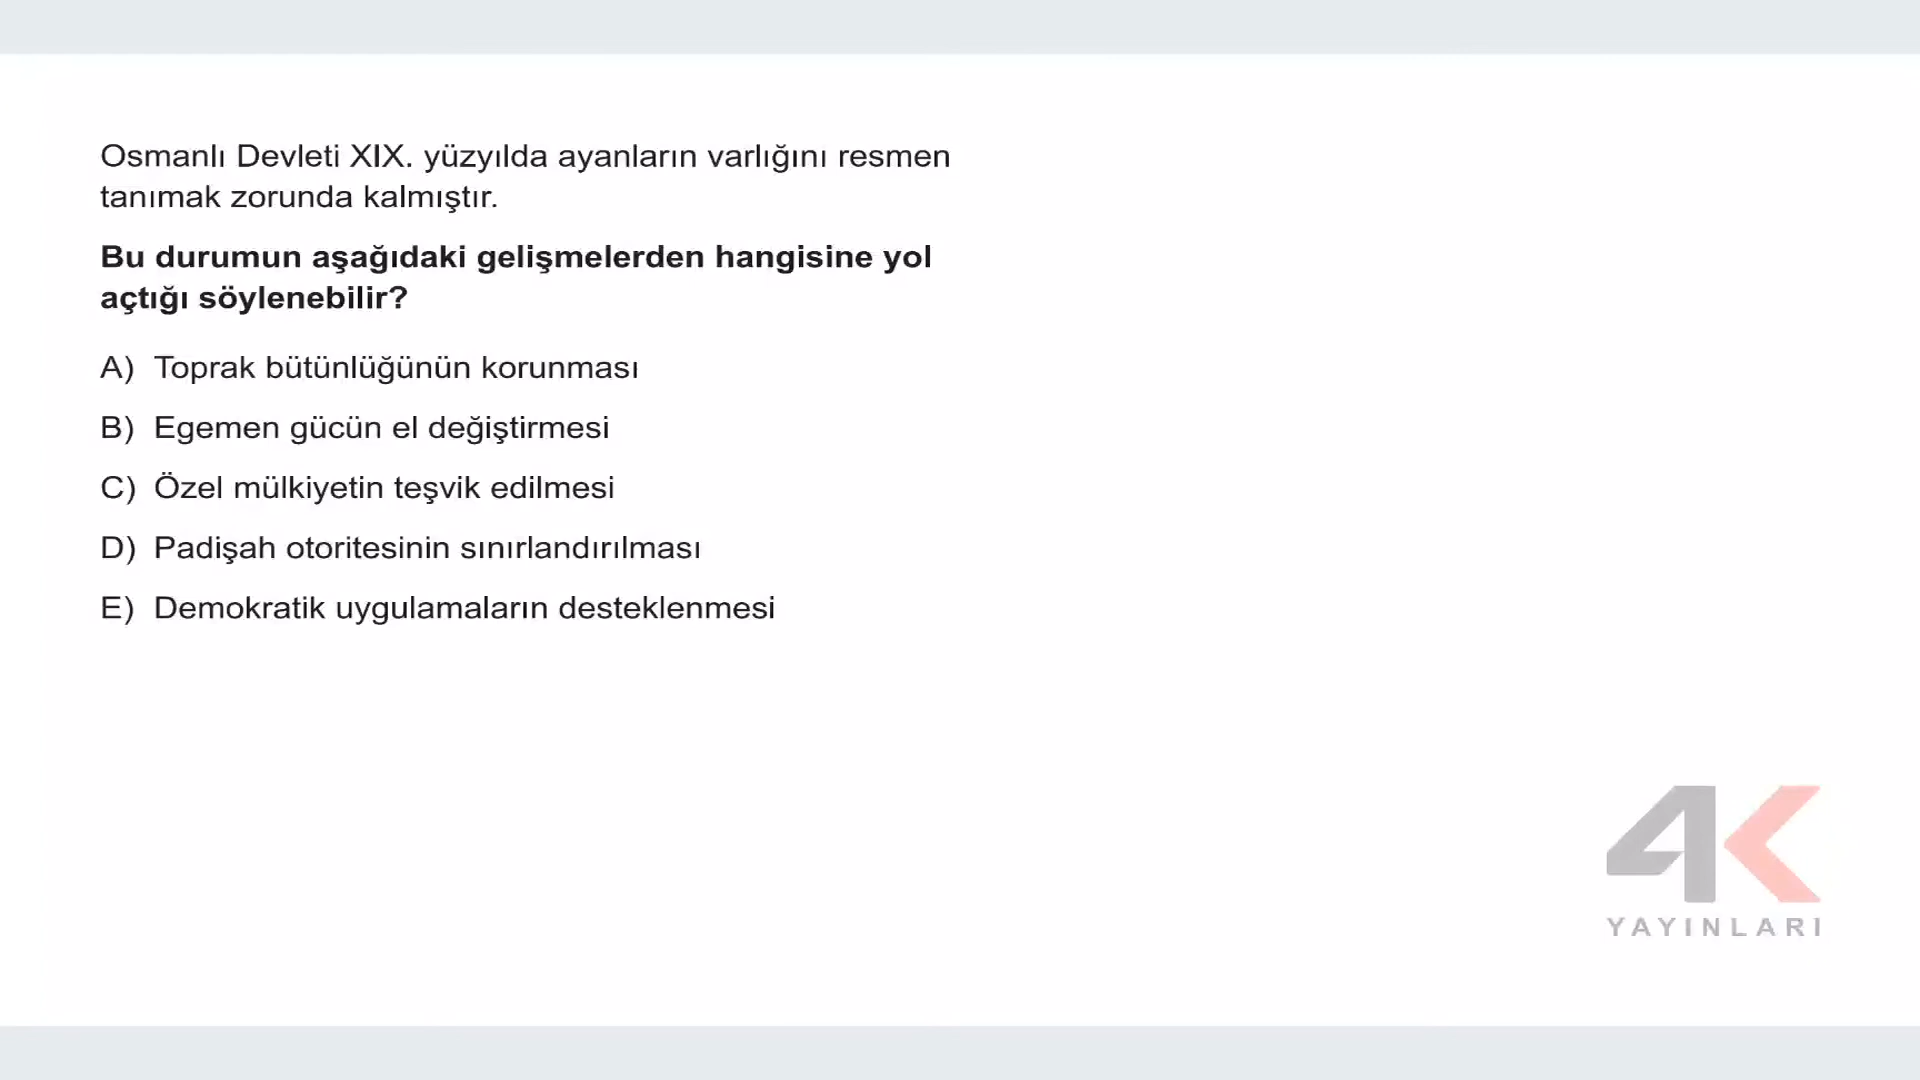 Osmanlı Devleti XIX. yüzyılda ayanların varlığını resmen
tanımak zorunda kalmıştır.
Bu durumun aşağıdaki gelişmelerden hangisine yol
açtığı söylenebilir?
A) Toprak bütünlüğünün korunması
B) Egemen gücün el değiştirmesi
C) Özel mülkiyetin teşvik edilmesi
D) Padişah otoritesinin sınırlandırılması
E) Demokratik uygulamaların desteklenmesi
4K
YAYINLARI